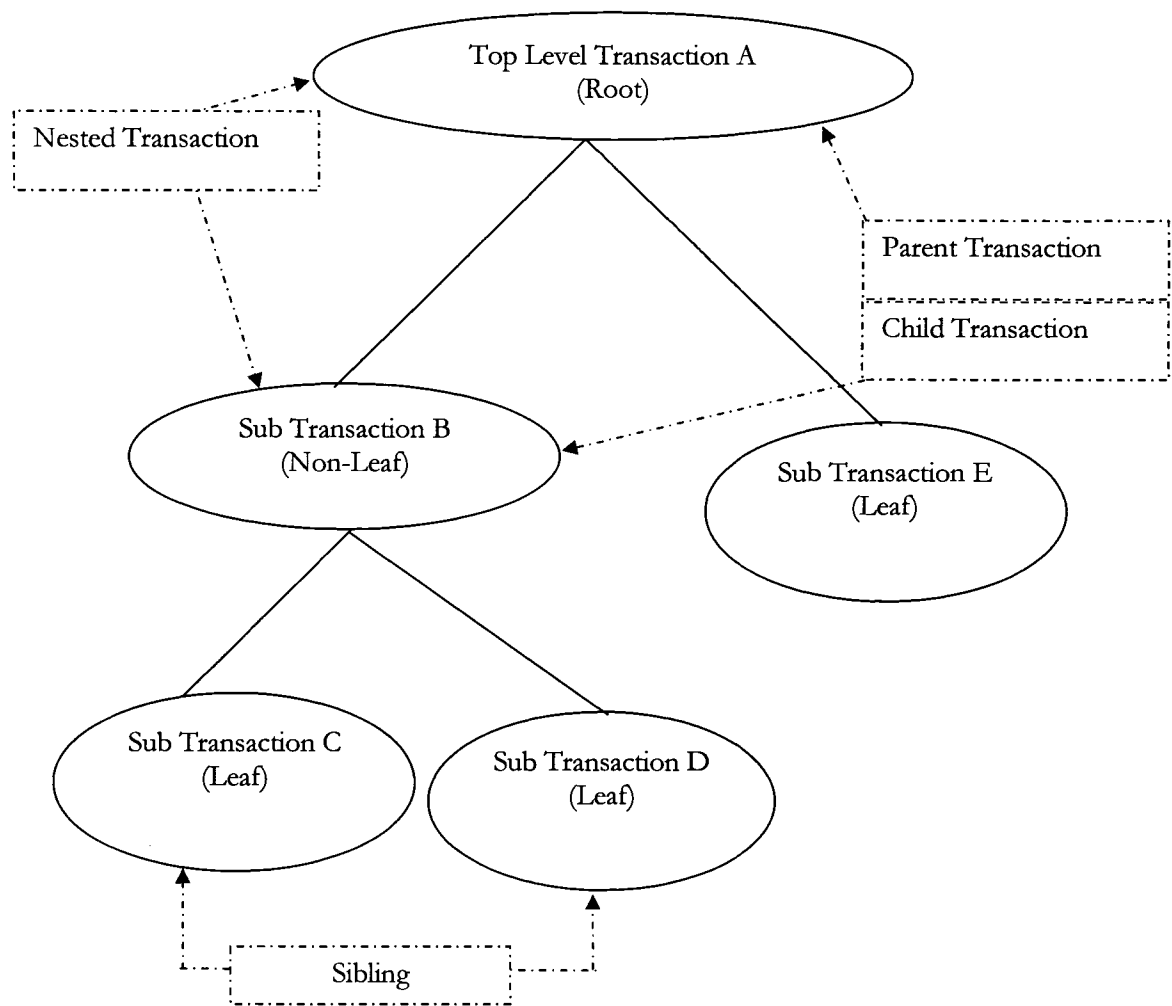 Top Level Transaction A
(Root)
Nested Transaction
Parent Transaction
Child Transaction
Sub Transaction B
(Non-Leaf)
Sub Transaction E
(Leaf)
Sub Transaction C
(Leaf)
Sub Transaction D
(Leaf)
Sibling